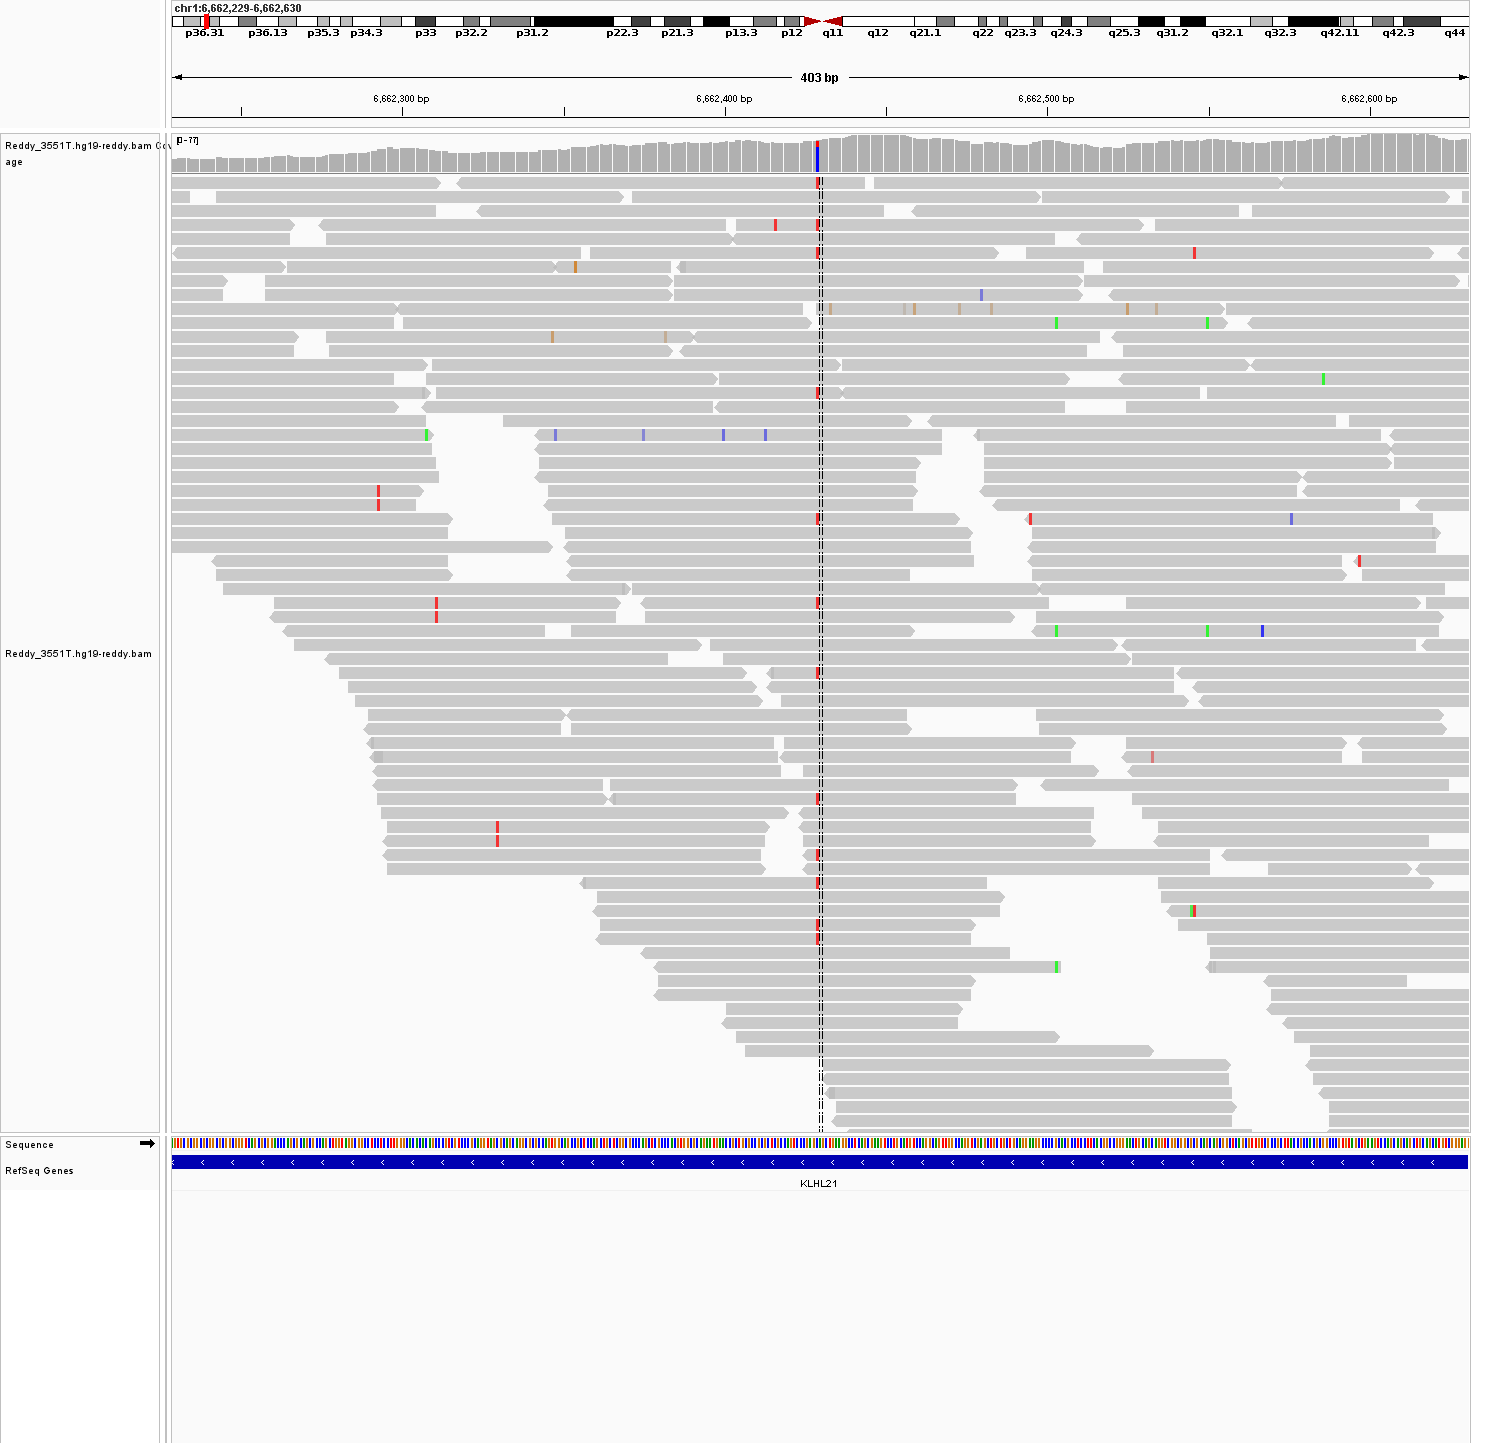 chr1:6,662,229-6,662,630
p36.31 p36.13 p35.3 p34.3 p33 p32.2 p31.2 p22.3 p21.3 p13.3 p12 q11 q12 q21.1 q22 q23.3 q24.3 q25.3 q31.2 q32.1 q32.3 q42.11 q42.3 q44
403 bp
6,662,300 bp 6,662,400 bp 6,662,500 bp 6,662,600 bp
[0-77]
Reddy_3551T.hg19-reddy.bam Cov
age
Reddy_3551T.hg19-reddy.bam
Sequence
RefSeq Genes
KLHL21